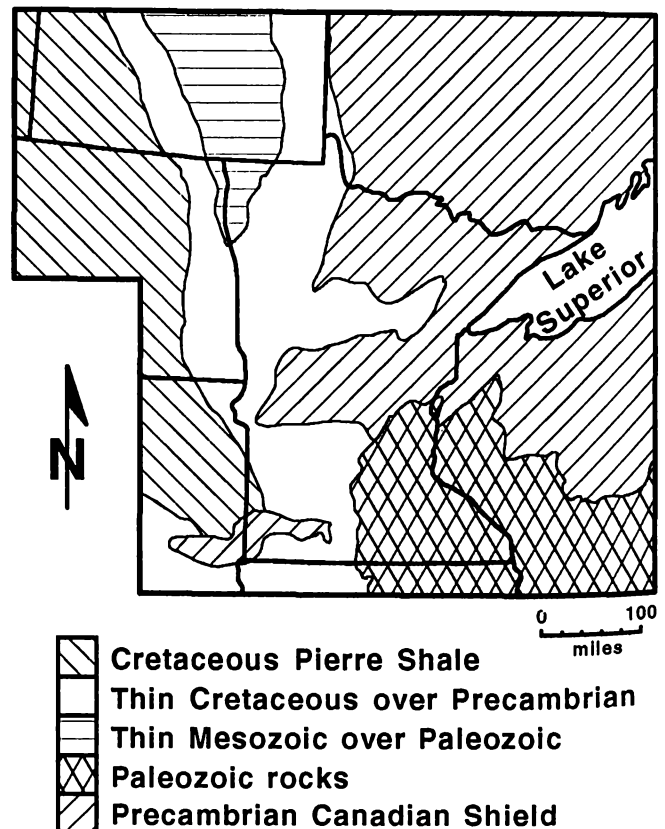 Lake
Superior
N
0 100
miles
Cretaceous Pierre Shale
Thin Cretaceous over Precambrian
Thin Mesozoic over Paleozoic
Paleozoic rocks
Precambrian Canadian Shield